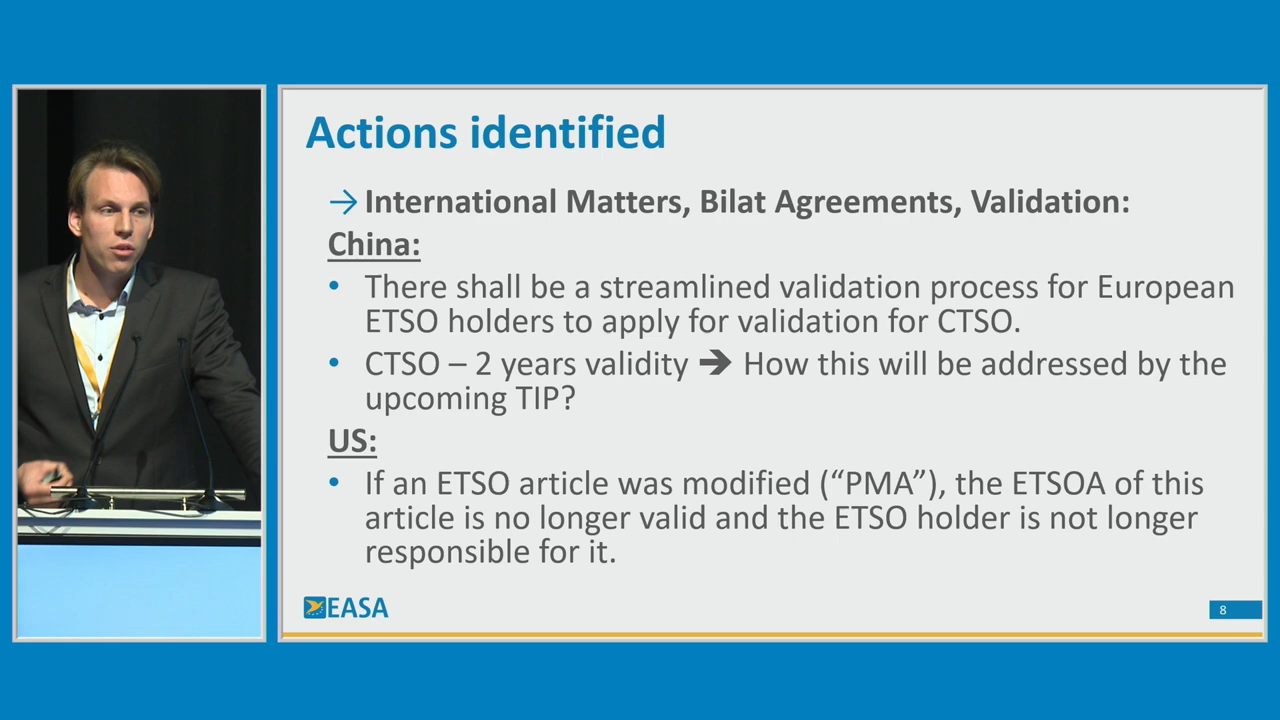 Actions identified
→ International Matters, Bilat Agreements, Validation:
China:
• There shall be a streamlined validation process for European
ETSO holders to apply for validation for CTSO.
• CTSO – 2 years validity ➔ How this will be addressed by the
upcoming TIP?
US:
• If an ETSO article was modified (“PMA”), the ETSOA of this
article is no longer valid and the ETSO holder is not longer
responsible for it.
EASA
8